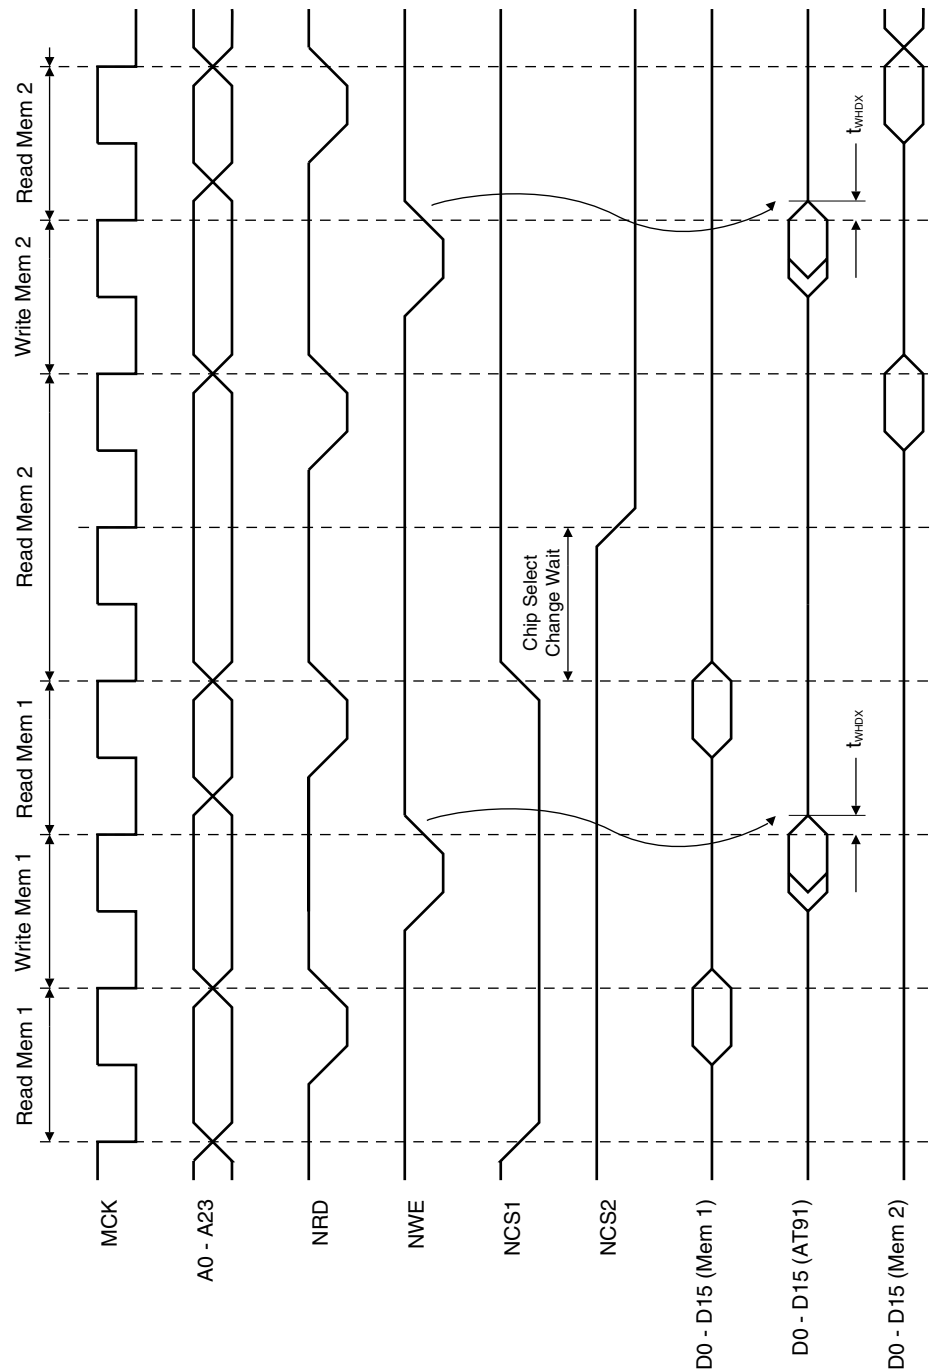 Read Mem 1
Write Mem 1
Read Mem 1
Read Mem 2
Write Mem 2
Read Mem 2
MCK
A0 - A23
NRD
NWE
NCS1
Chip Select
Change Wait
NCS2
D0 - D15 (Mem 1)
D0 - D15 (AT91)
tWHDX
tWHDX
D0 - D15 (Mem 2)